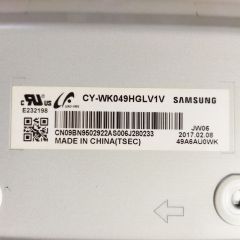 CY-WK049HGLV1V SAMSUNG
E232198
CN09BN9502922AS006J280233
MADE IN CHINA(TSEC)
JW06
2017.02.08
49A6AU0WK